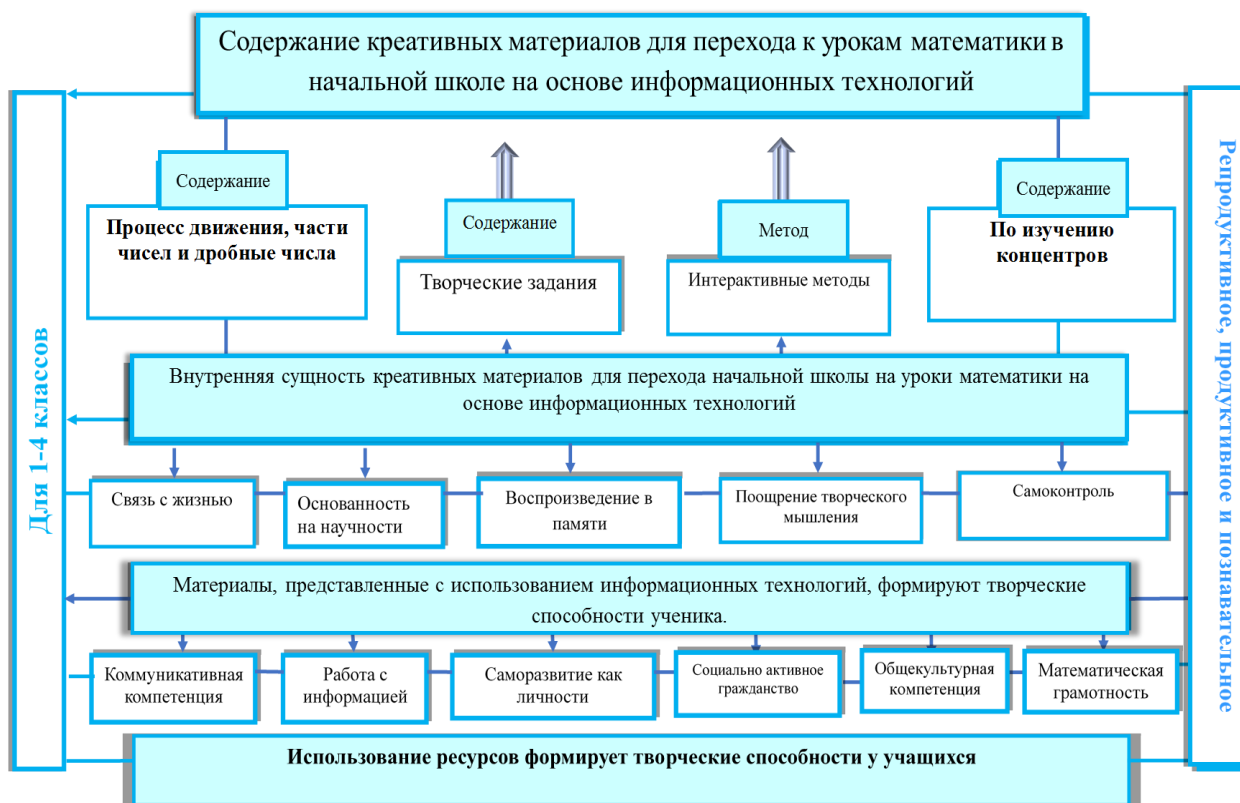 Содержание креативных материалов для перехода к урокам математики в
начальной школе на основе информационных технологий
Для 1-4 классов
Репродуктивное, продуктивное и познавательное
Содержание
Процесс движения, части
чисел и дробные числа
Содержание
Творческие задания
Метод
Интерактивные методы
Содержание
По изучению
концентров
Внутренняя сущность креативных материалов для перехода начальной школы на уроки математики на
основе информационных технологий
Связь с жизнью
Основанность
на научности
Воспроизведение в
памяти
Поощрение творческого
мышления
Самоконтроль
Материалы, представленные с использованием информационных технологий, формируют творческие
способности ученика.
Коммуникативная
компетенция
Работа с
информацией
Саморазвитие как
личности
Социально активное
гражданство
Общекультурная
компетенция
Математическая
грамотность
Использование ресурсов формирует творческие способности у учащихся